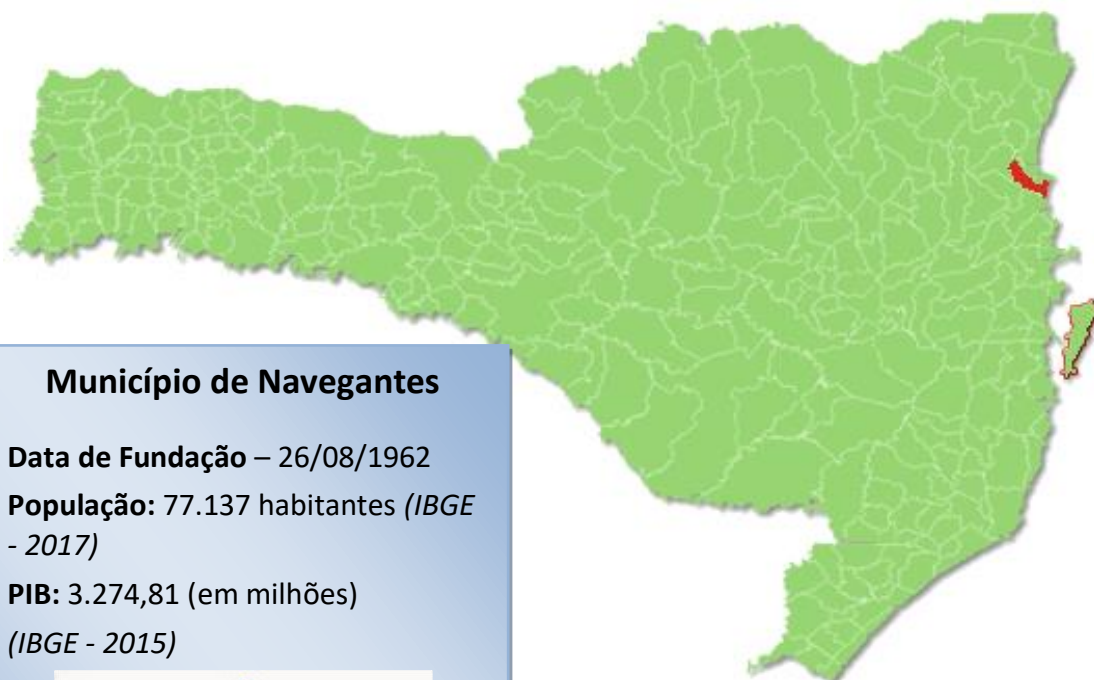 Município de Navegantes
Data de Fundação – 26/08/1962
População: 77.137 habitantes (IBGE
- 2017)
PIB: 3.274,81 (em milhões)
(IBGE - 2015)